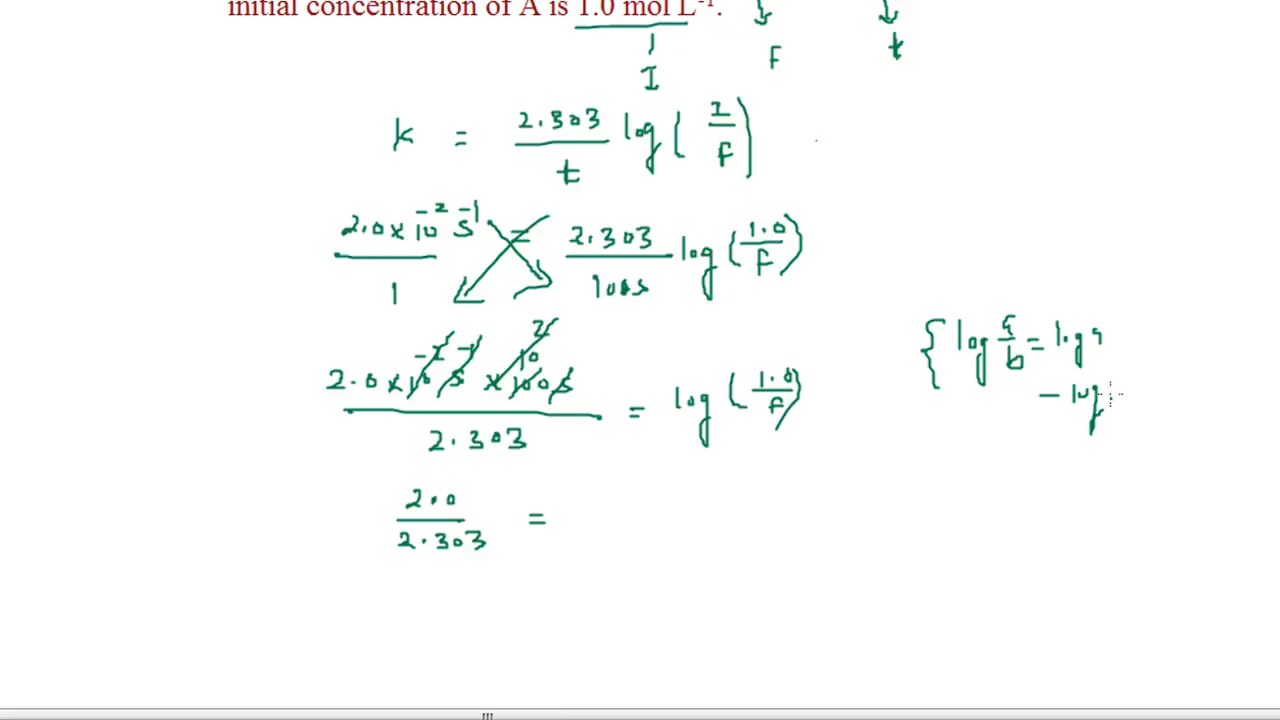 initial concentration of A is 1.0 mol L⁻¹.
I F t
k = 2.303/t log(I/F)
2.0×10⁻² s⁻¹/1 = 2.303/100s log(1.0/F)
2.0×10⁻² s⁻¹ × 100s 10² / 2.303 = log(1.0/F)
{log a/b = log a
− log
2.0/2.303 =